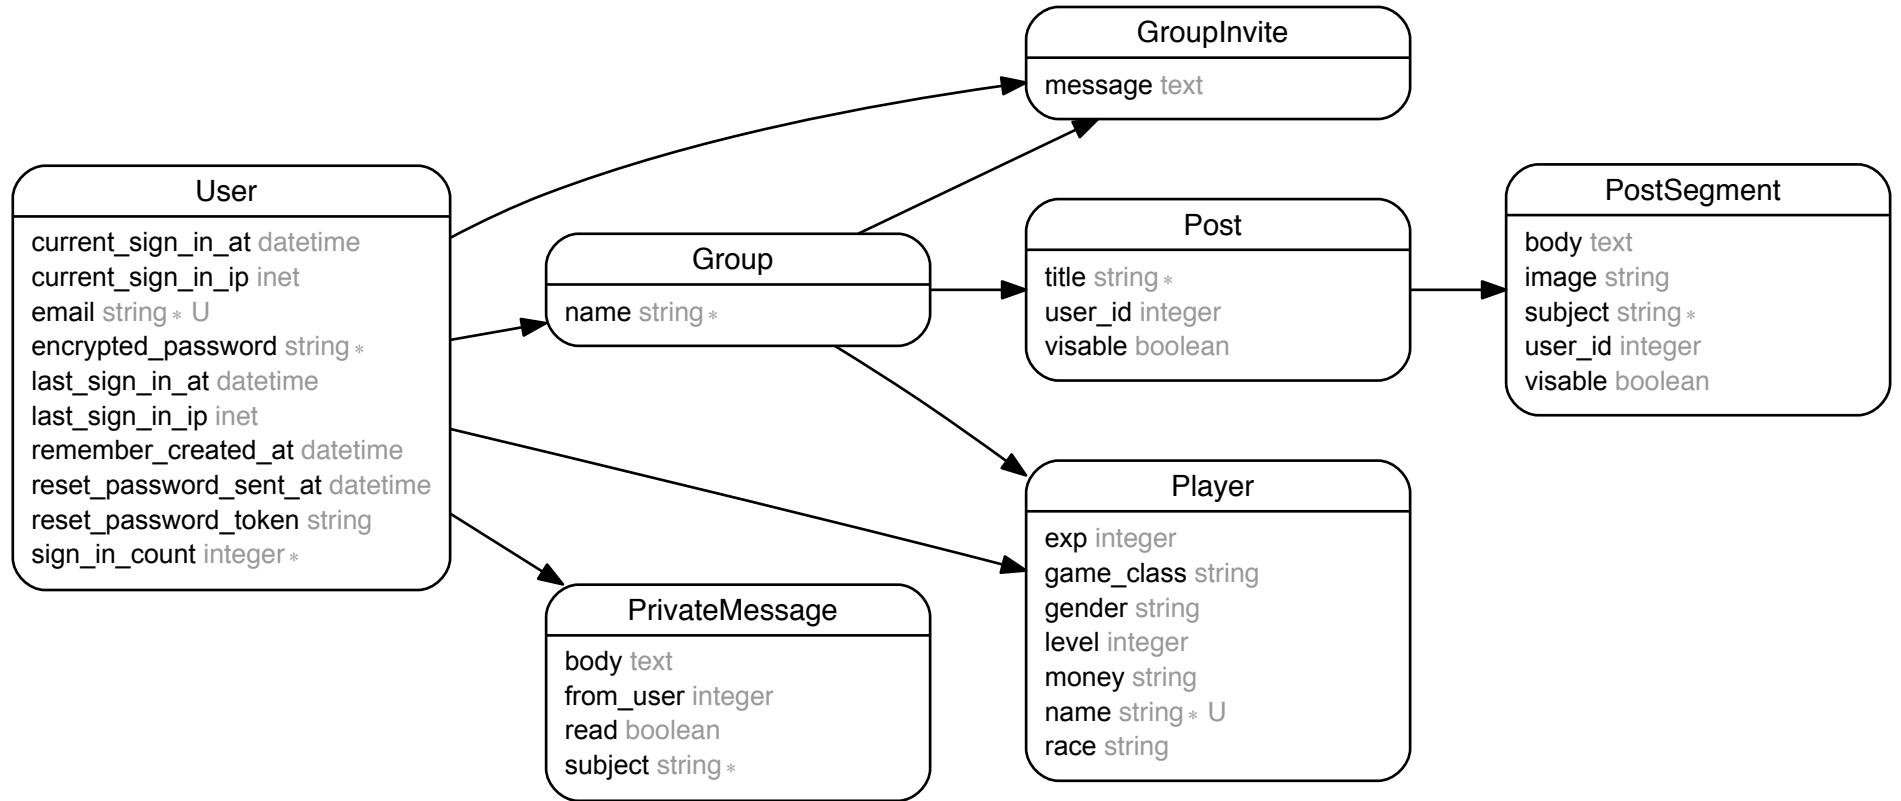 GroupInvite
message text
User
current_sign_in_at datetime
current_sign_in_ip inet
email string * U
encrypted_password string *
last_sign_in_at datetime
last_sign_in_ip inet
remember_created_at datetime
reset_password_sent_at datetime
reset_password_token string
sign_in_count integer *
Group
name string *
Post
title string *
user_id integer
visable boolean
PostSegment
body text
image string
subject string *
user_id integer
visable boolean
PrivateMessage
body text
from_user integer
read boolean
subject string *
Player
exp integer
game_class string
gender string
level integer
money string
name string * U
race string